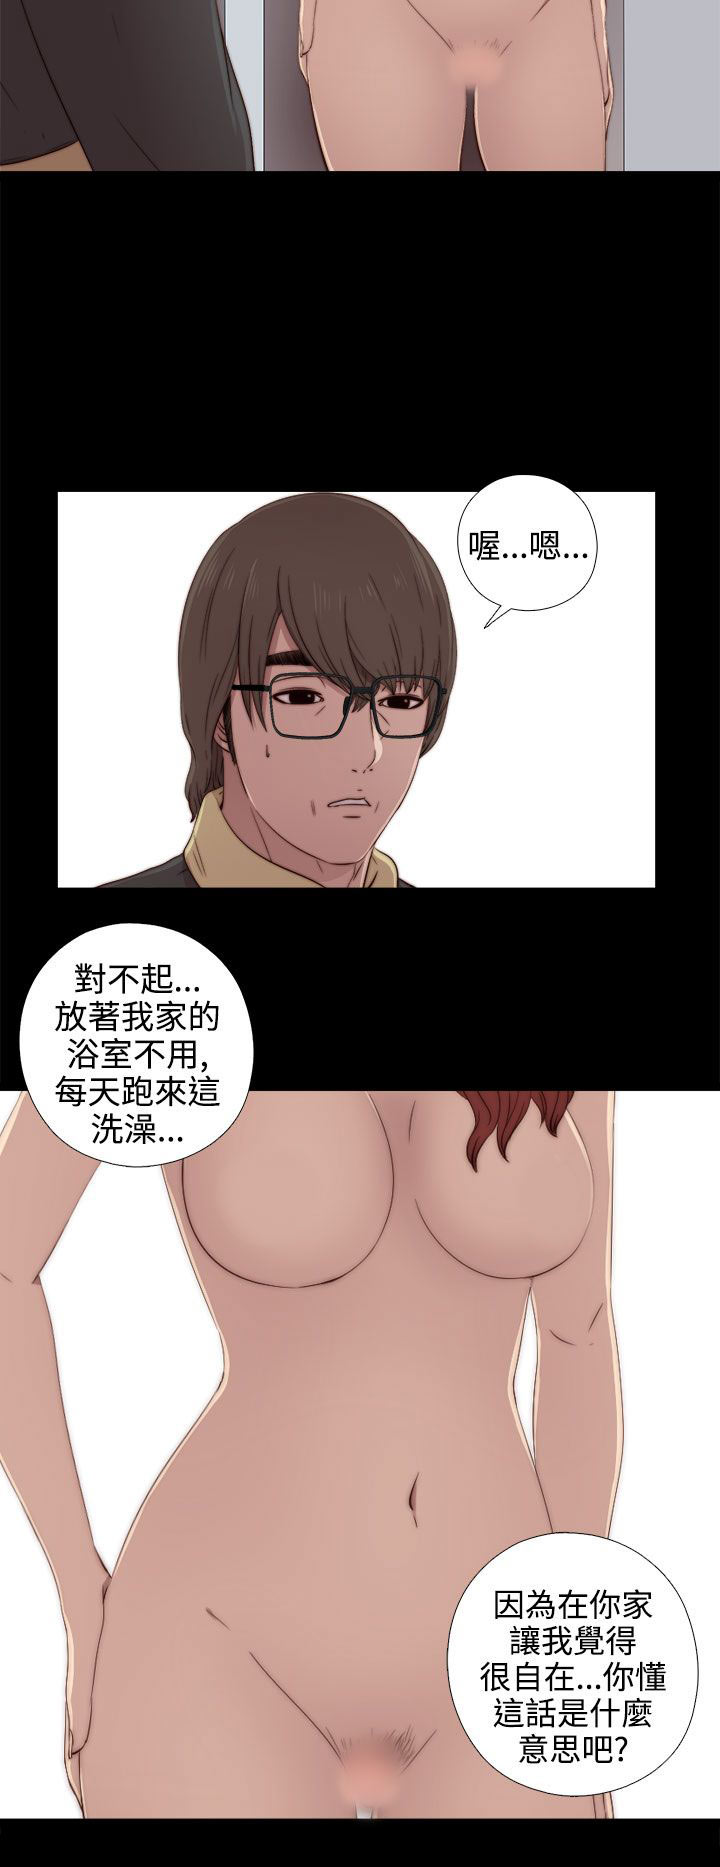 喔...嗯...
對不起...
放著我家的
浴室不用,
每天跑來這
洗澡...
因為在你家
讓我覺得
很自在...你懂
這話是什麼
意思吧?